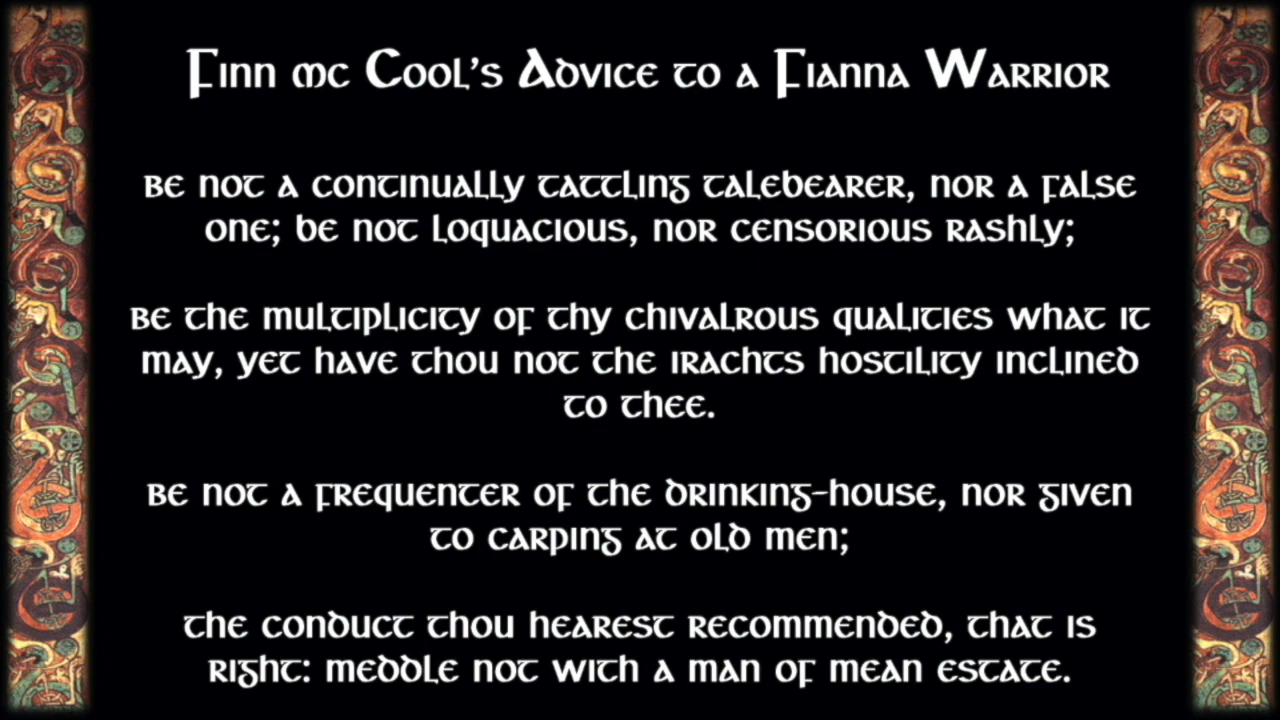 Finn mc Cool's Advice to a Fianna Warrior
be not a continually tattling talebearer, nor a false
one; be not loquacious, nor censorious rashly;
be the multiplicity of thy chivalrous qualities what it
may, yet have thou not the irachts hostility inclined
to thee.
be not a frequenter of the drinking-house, nor given
to carping at old men;
the conduct thou hearest recommended, that is
right: meddle not with a man of mean estate.